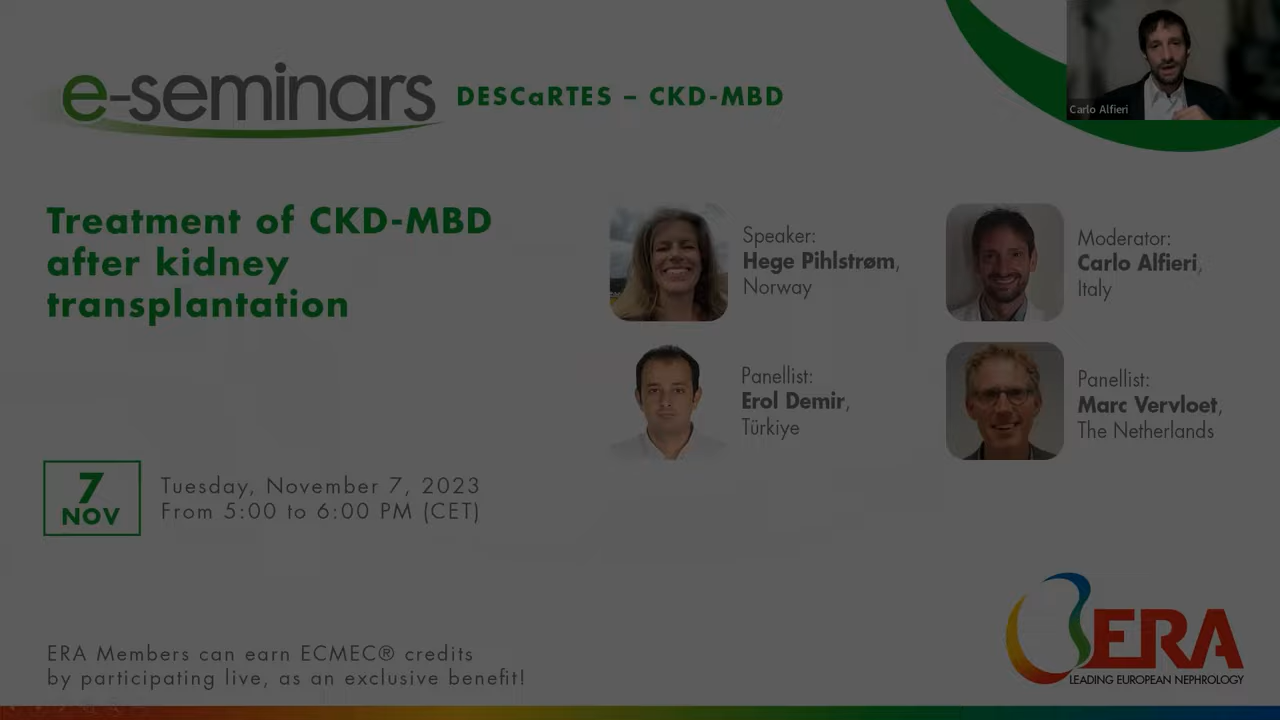 e-seminars DESCaRTES – CKD-MBD
Carlo Alfieri
Treatment of CKD-MBD
after kidney
transplantation
Speaker:
Hege Pihlstrøm,
Norway
Moderator:
Carlo Alfieri,
Italy
Panellist:
Erol Demir,
Türkiye
Panellist:
Marc Vervloet,
The Netherlands
7
NOV
Tuesday, November 7, 2023
From 5:00 to 6:00 PM (CET)
ERA Members can earn ECMEC® credits
by participating live, as an exclusive benefit!
ERA
LEADING EUROPEAN NEPHROLOGY